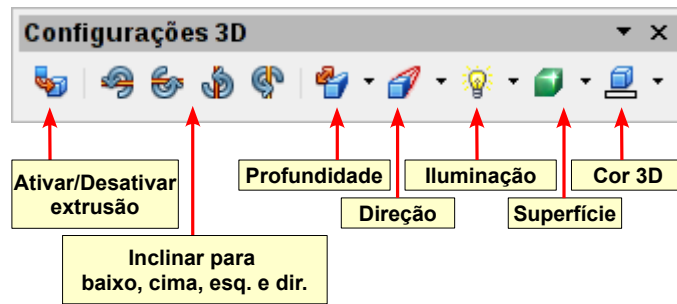 Configurações 3D
Ativar/Desativar
extrusão
Profundidade
Iluminação
Cor 3D
Direção
Superfície
Inclinar para
baixo, cima, esq. e dir.